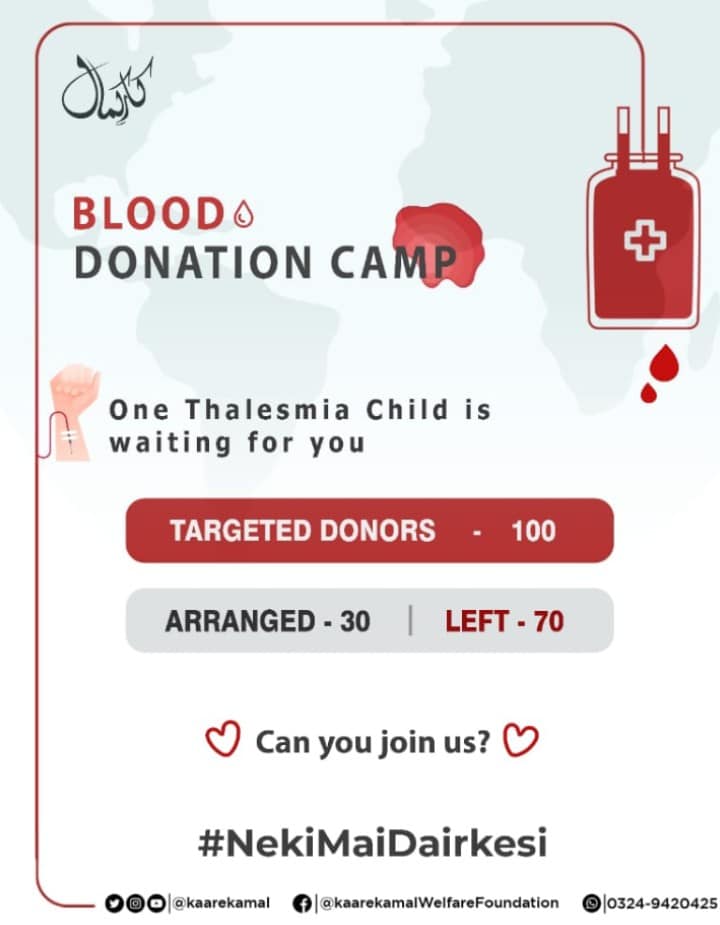 کارِکمال
BLOOD
DONATION CAMP
One Thalesmia Child is
waiting for you
TARGETED DONORS - 100
ARRANGED - 30 | LEFT - 70
Can you join us?
#NekiMaiDairkesi
|@kaarekamal |@kaarekamalWelfareFoundation |0324-9420425